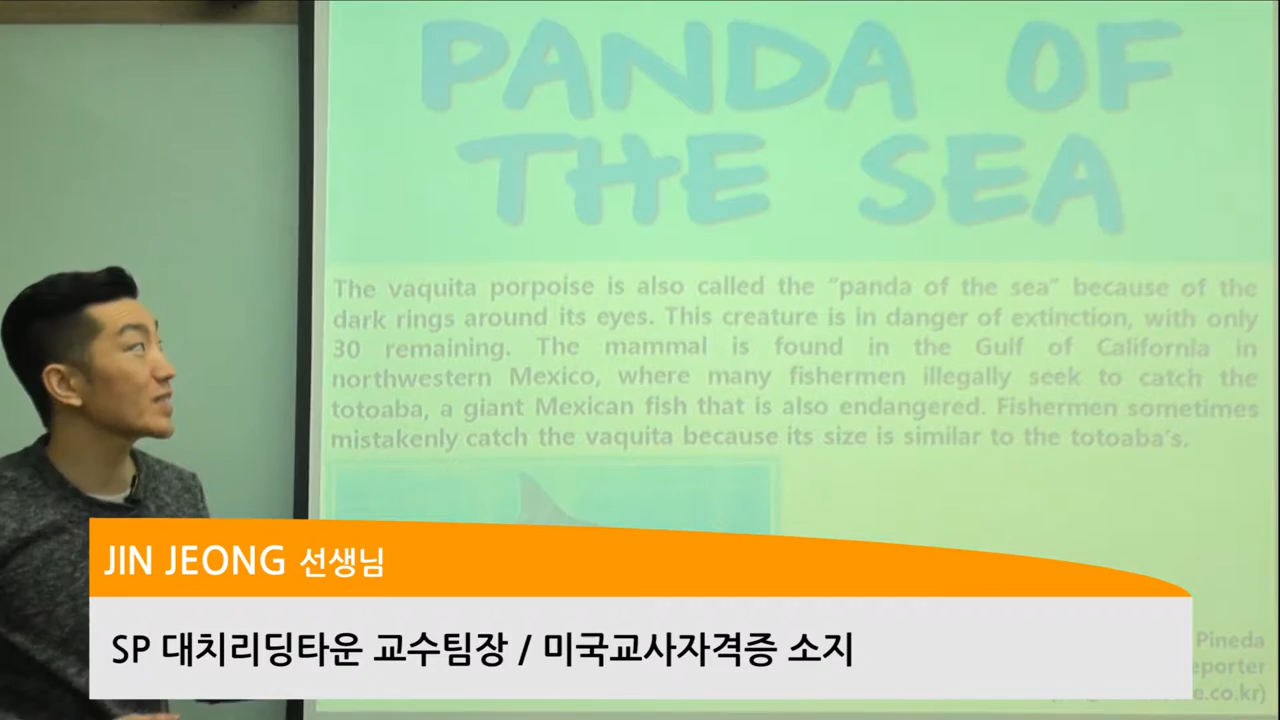 PANDA OF
THE SEA
The vaquita porpoise is also called the "panda of the sea" because of the
dark rings around its eyes. This creature is in danger of extinction, with only
30 remaining. The mammal is found in the Gulf of California in
northwestern Mexico, where many fishermen illegally seek to catch the
totoaba, a giant Mexican fish that is also endangered. Fishermen sometimes
mistakenly catch the vaquita because its size is similar to the totoaba's.
JIN JEONG 선생님
SP 대치리딩타운 교수팀장 / 미국교사자격증 소지
Pineda
eporter
e.co.kr)